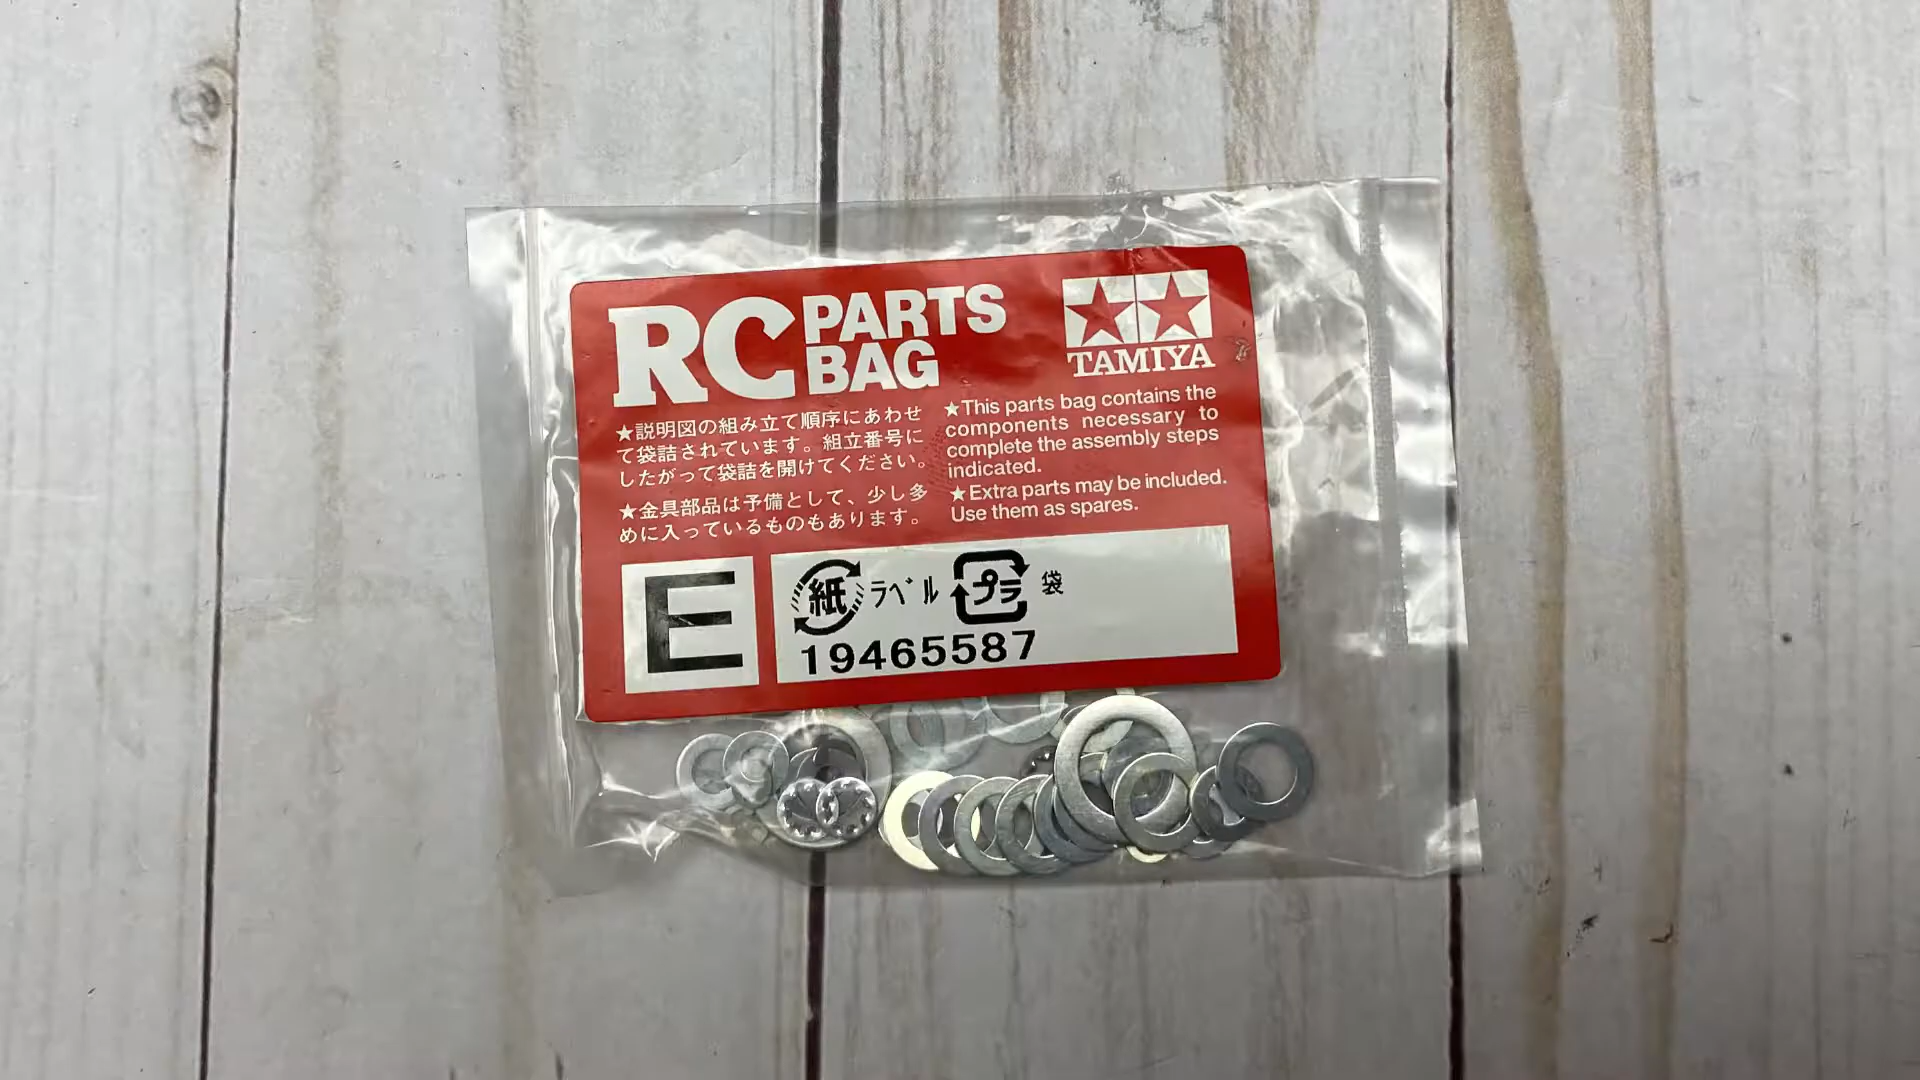 RC PARTS BAG
TAMIYA
★説明図の組み立て順序にあわせ
て袋詰されています。組立番号に
したがって袋詰を開けてください。
★金具部品は予備として、少し多
めに入っているものもあります。
★This parts bag contains the
components necessary to
complete the assembly steps
indicated.
★Extra parts may be included.
Use them as spares.
E
紙 ラベル プラ 袋
19465587